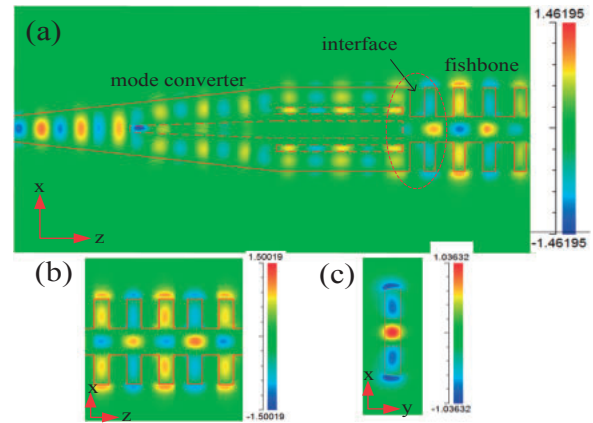 (a)
interface
fishbone
mode converter
x
z
1.46195
-1.46195
(b)
x
z
1.50019
-1.50019
(c)
x
y
1.03632
-1.03632